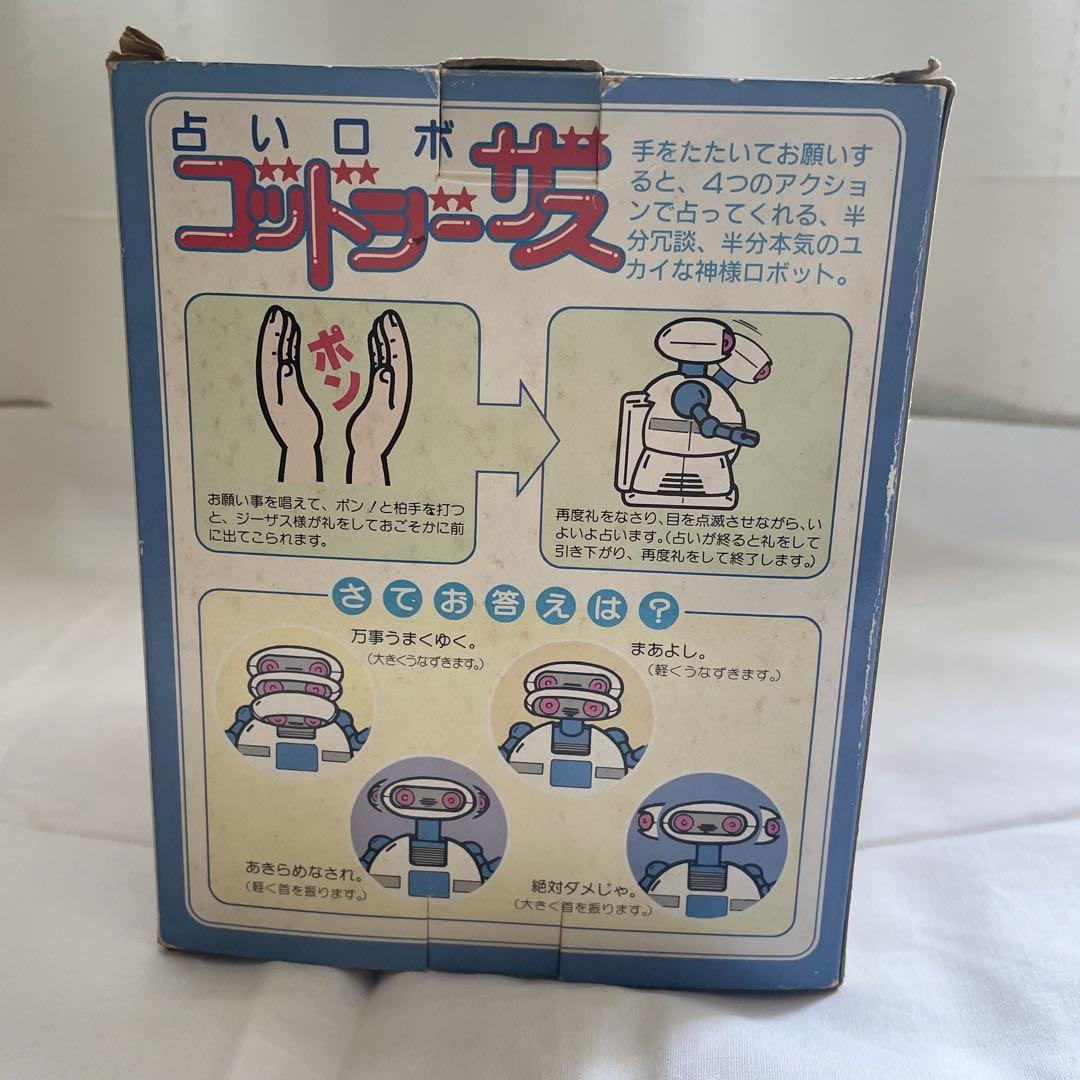 占いロボ
ゴッドジーザス
手をたたいてお願いす
ると、4つのアクショ
ンで占ってくれる、半
分冗談、半分本気のユ
カイな神様ロボット。
ポン
お願い事を唱えて、ポン!と柏手を打つ
と、ジーザス様が礼をしておごそかに前
に出てこられます。
再度礼をなさり、目を点滅させながら、い
よいよ占います。(占いが終ると礼をして
引き下がり、再度礼をして終了します。)
さてお答えは?
万事うまくゆく。
(大きくうなずきます。)
まあよし。
(軽くうなずきます。)
あきらめなされ。
(軽く首を振ります。)
絶対ダメじゃ。
(大きく首を振ります。)